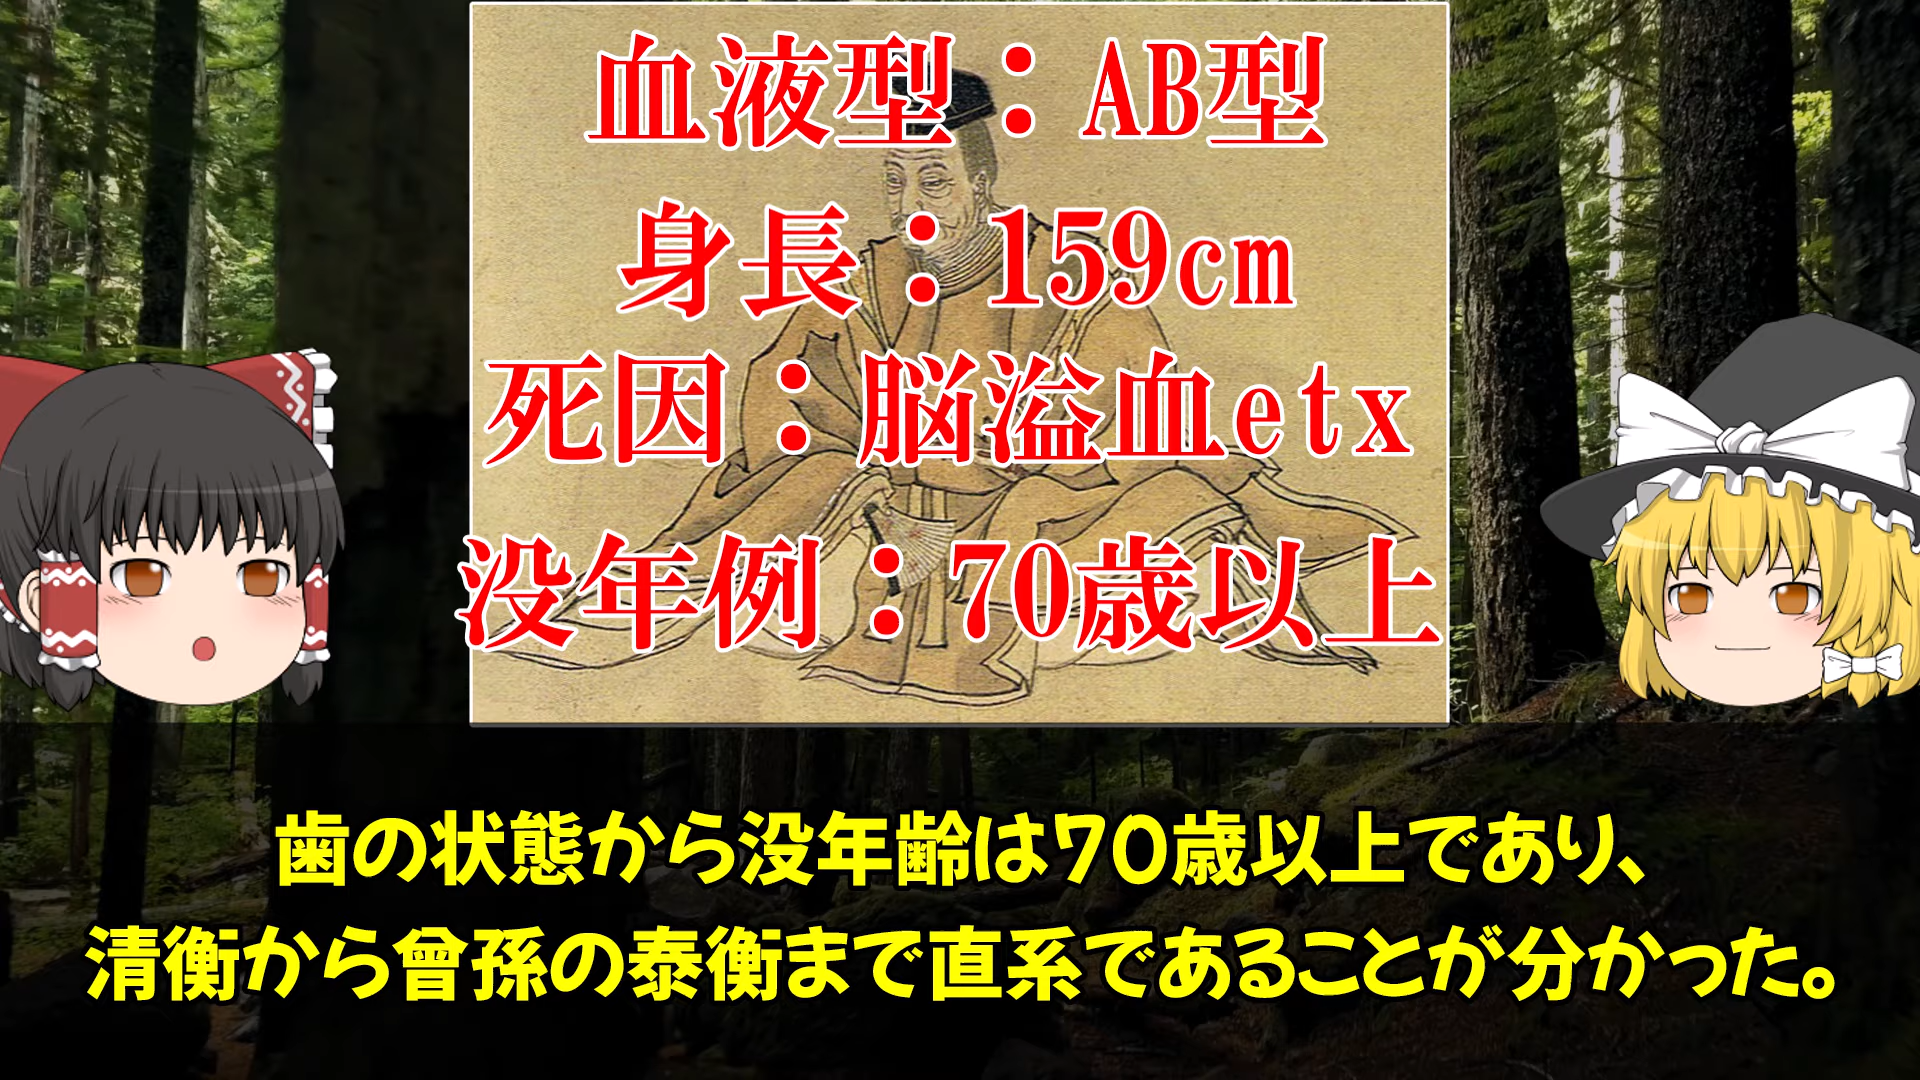 血液型：AB型
身長：159cm
死因：脳溢血etx
没年例：70歳以上
歯の状態から没年齢は70歳以上であり、
清衡から曾孫の泰衡まで直系であることが分かった。